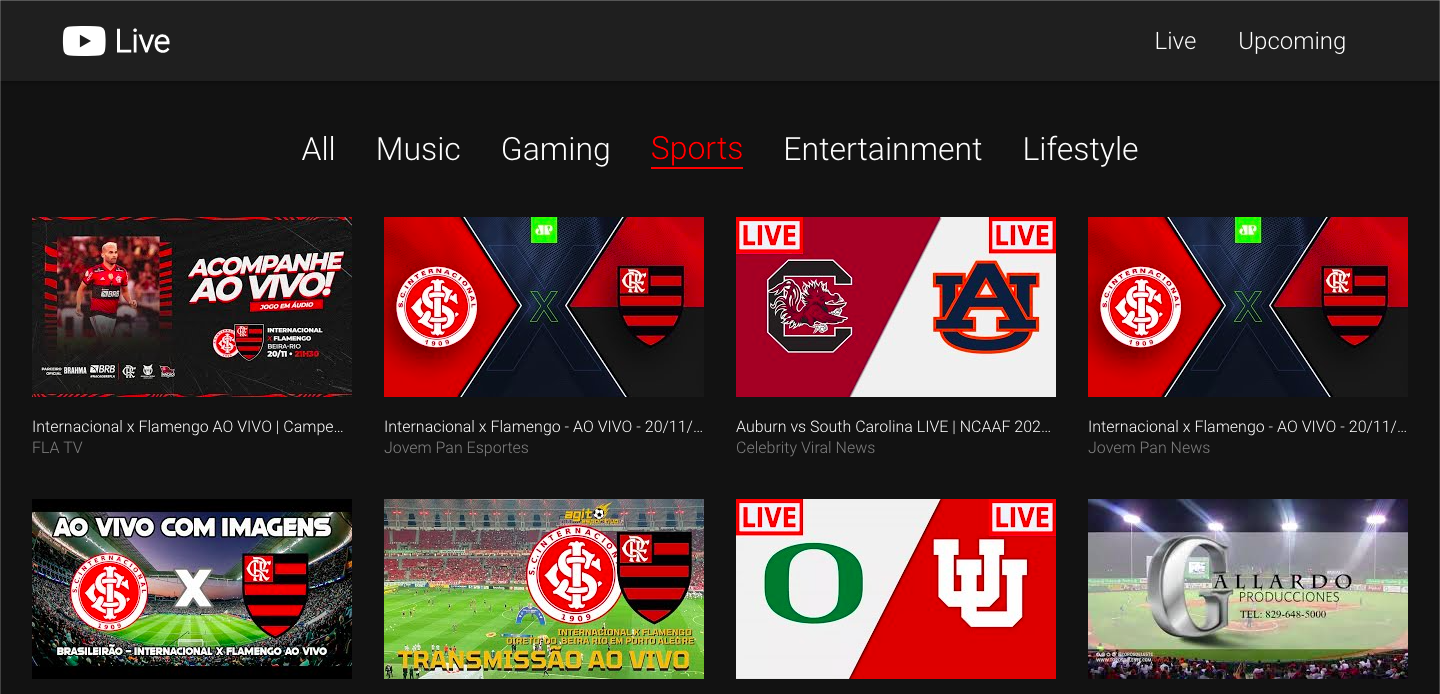 Live
Live Upcoming
All Music Gaming Sports Entertainment Lifestyle
ACOMPANHE
AO VIVO!
JOGO EM ÁUDIO
INTERNACIONAL
X FLAMENGO
BEIRA-RIO
20/11 • 21H30
PARCEIRO
OFICIAL
BRAHMA
BRB
S.C. INTERNACIONAL
1909
JP
X
LIVE LIVE
S.C. INTERNACIONAL
1909
JP
X
Internacional x Flamengo AO VIVO | Campe...
FLA TV
Internacional x Flamengo - AO VIVO - 20/11/...
Jovem Pan Esportes
Auburn vs South Carolina LIVE | NCAAF 202...
Celebrity Viral News
Internacional x Flamengo - AO VIVO - 20/11/...
Jovem Pan News
AO VIVO COM IMAGENS
S.C. INTERNACIONAL
X
1909
BRASILEIRÃO - INTERNACIONAL X FLAMENGO AO VIVO
S.C. INTERNACIONAL
1909
INTERNACIONAL X FLAMENGO
DIRETO DO BEIRA RIO EM PORTO ALEGRE
TRANSMISSÃO AO VIVO
LIVE LIVE
O
GALLARDO
PRODUCCIONES
TEL: 829-648-5000